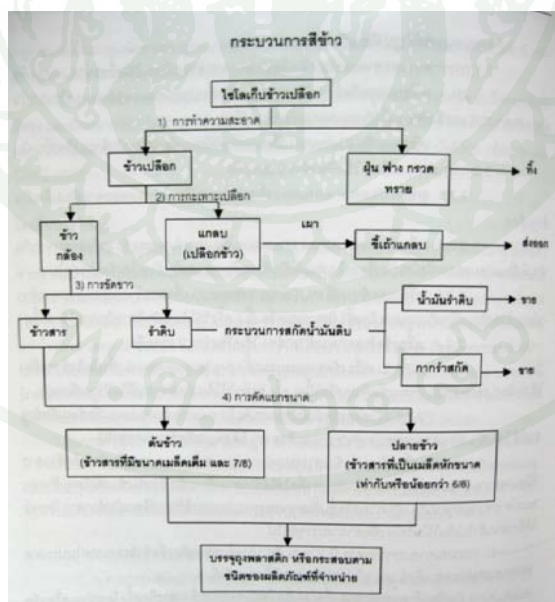 กระบวนการสีข้าว
ไซโลเก็บข้าวเปลือก
1) การทำความสะอาด
ข้าวเปลือก
ฝุ่น ฟาง กรวด
ทราย
ทิ้ง
2) การกะเทาะเปลือก
ข้าว
กล้อง
แกลบ
(เปลือกข้าว)
เผา
ขี้เถ้าแกลบ
ส่งออก
3) การขัดขาว
ข้าวสาร
รำดิบ
กระบวนการสกัดน้ำมันดิบ
น้ำมันรำดิบ
ขาย
กากรำสกัด
ขาย
4) การคัดแยกขนาด
ต้นข้าว
(ข้าวสารที่มีขนาดเมล็ดเต็ม และ 7/8)
ปลายข้าว
(ข้าวสารที่เป็นเมล็ดหักขนาด
เท่ากับหรือน้อยกว่า 6/8)
บรรจุถุงพลาสติก หรือกระสอบตาม
ชนิดของผลิตภัณฑ์ที่จำหน่าย